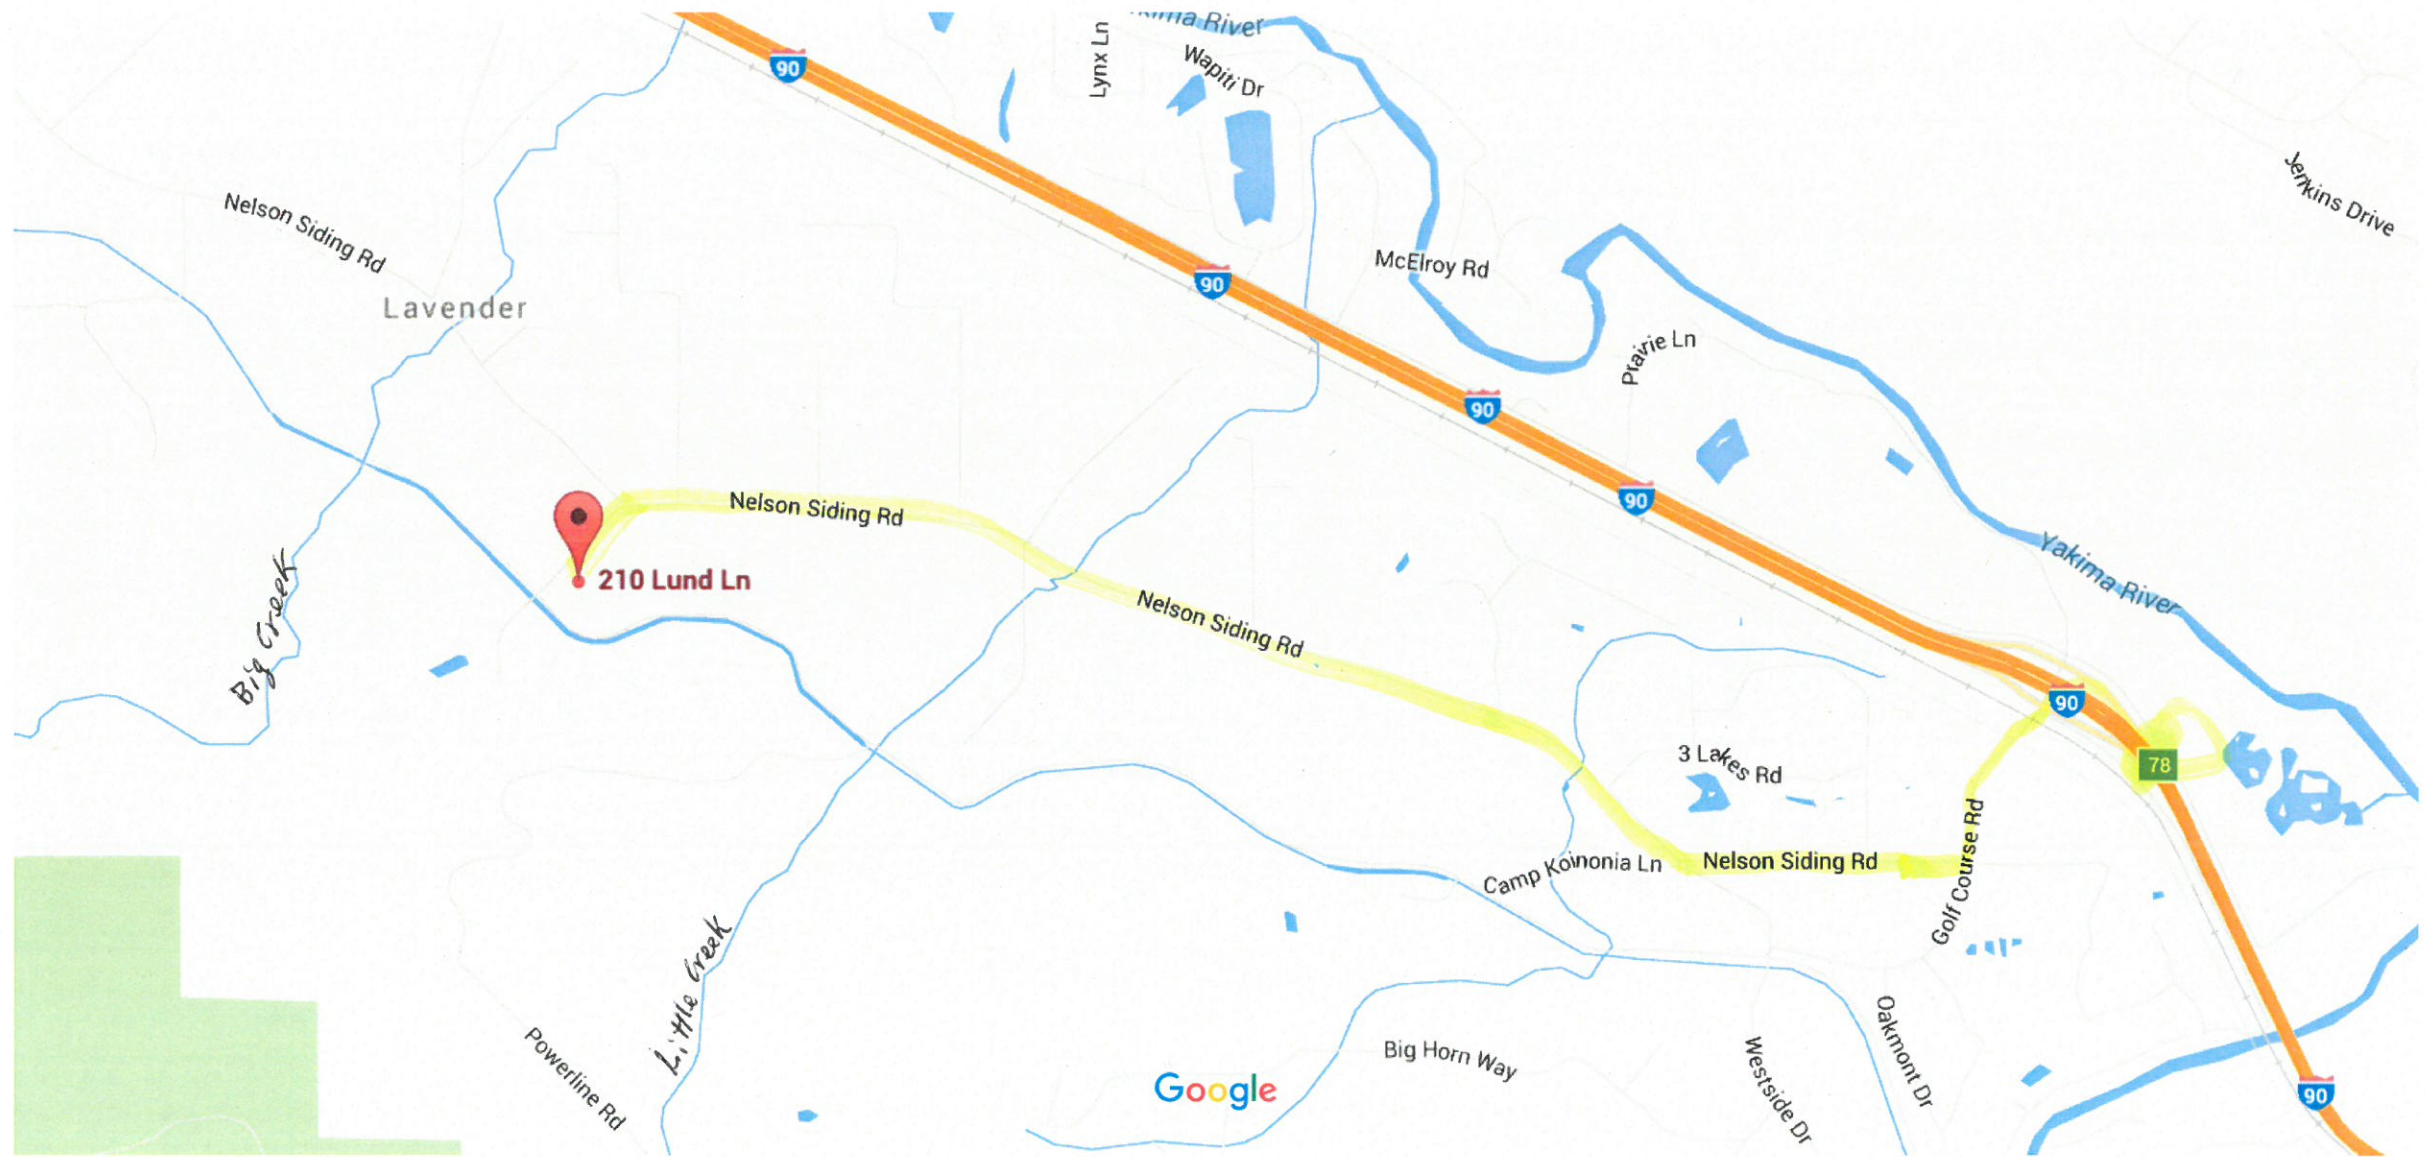 Yakima River
90
Lynx Ln
Wapiti Dr
Jenkins Drive
Nelson Siding Rd
McElroy Rd
90
Lavender
Prairie Ln
90
90
Nelson Siding Rd
Yakima River
210 Lund Ln
Nelson Siding Rd
Big Creek
90
3 Lakes Rd
78
Camp Koinonia Ln
Nelson Siding Rd
Golf Course Rd
Little Creek
Powerline Rd
Big Horn Way
Westside Dr
Oakmont Dr
Google
90